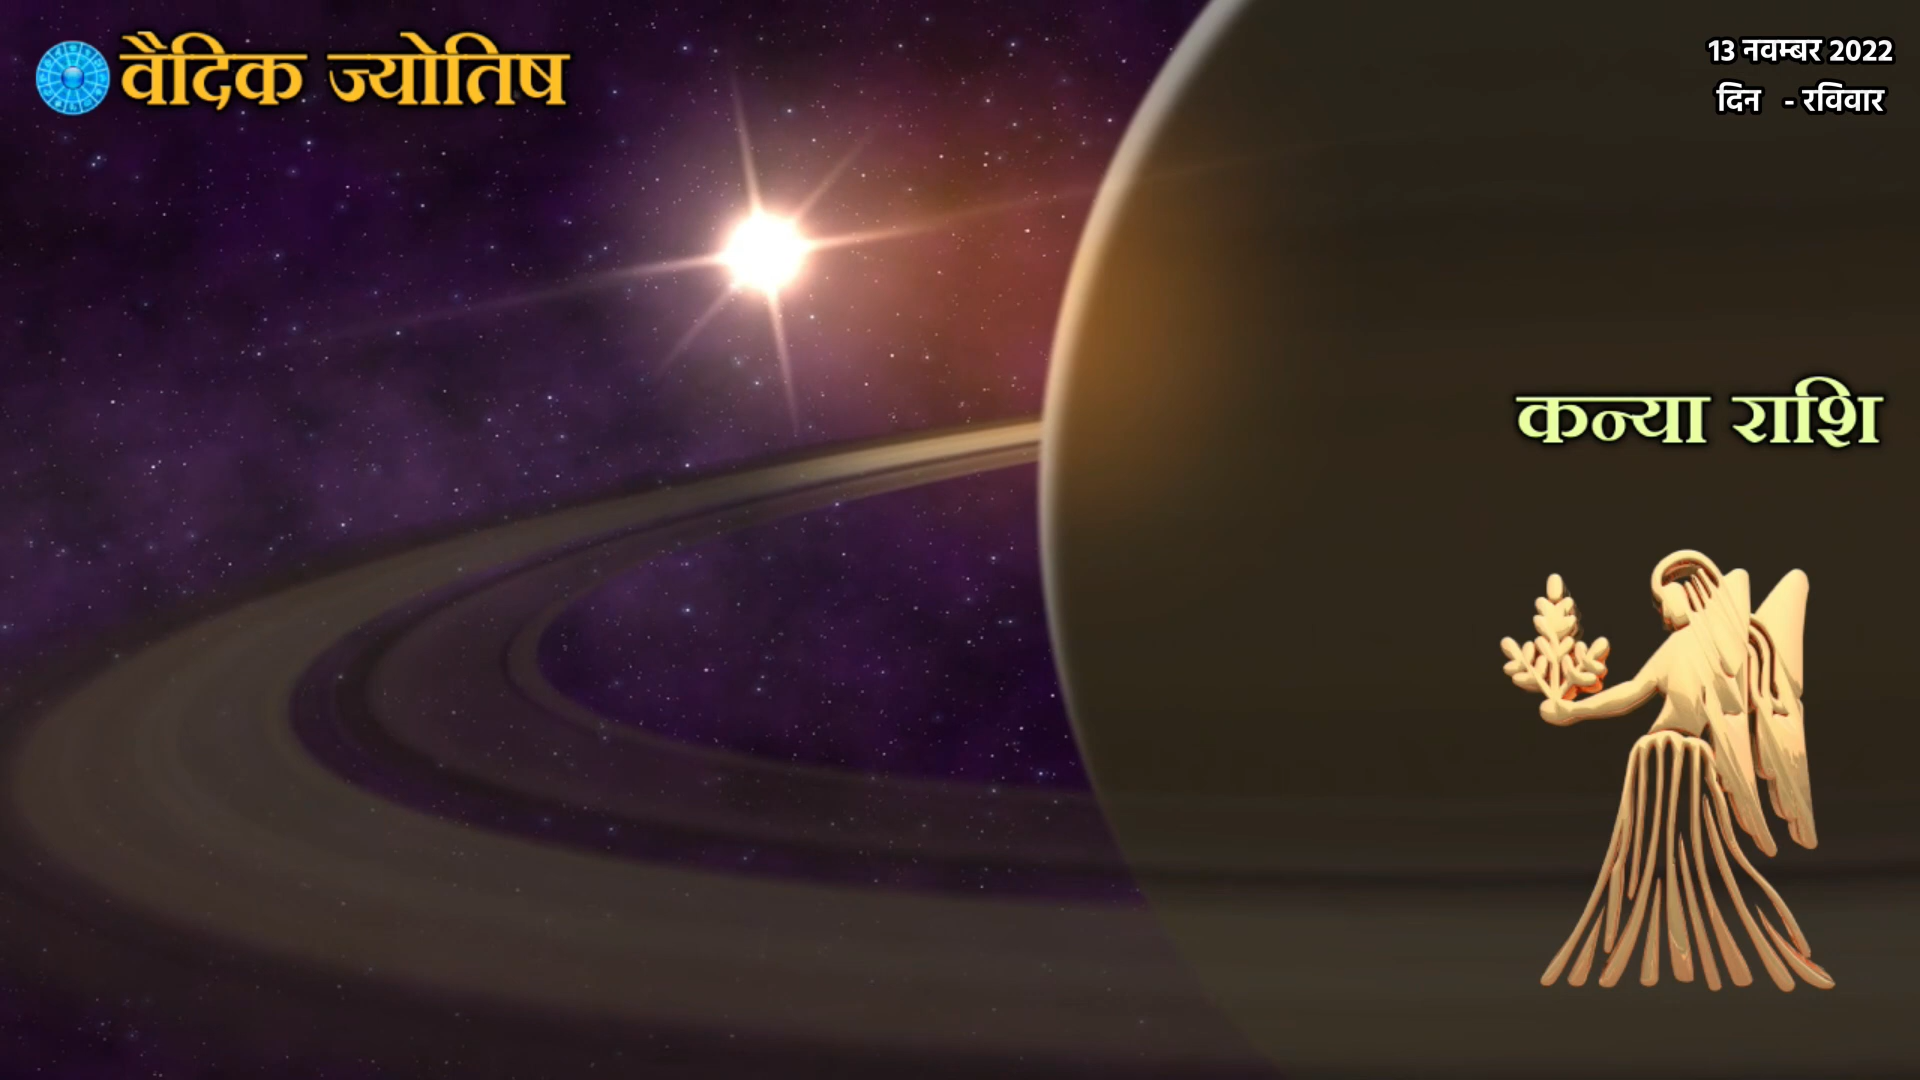 वैदिक ज्योतिष
13 नवम्बर 2022
दिन - रविवार
कन्या राशि